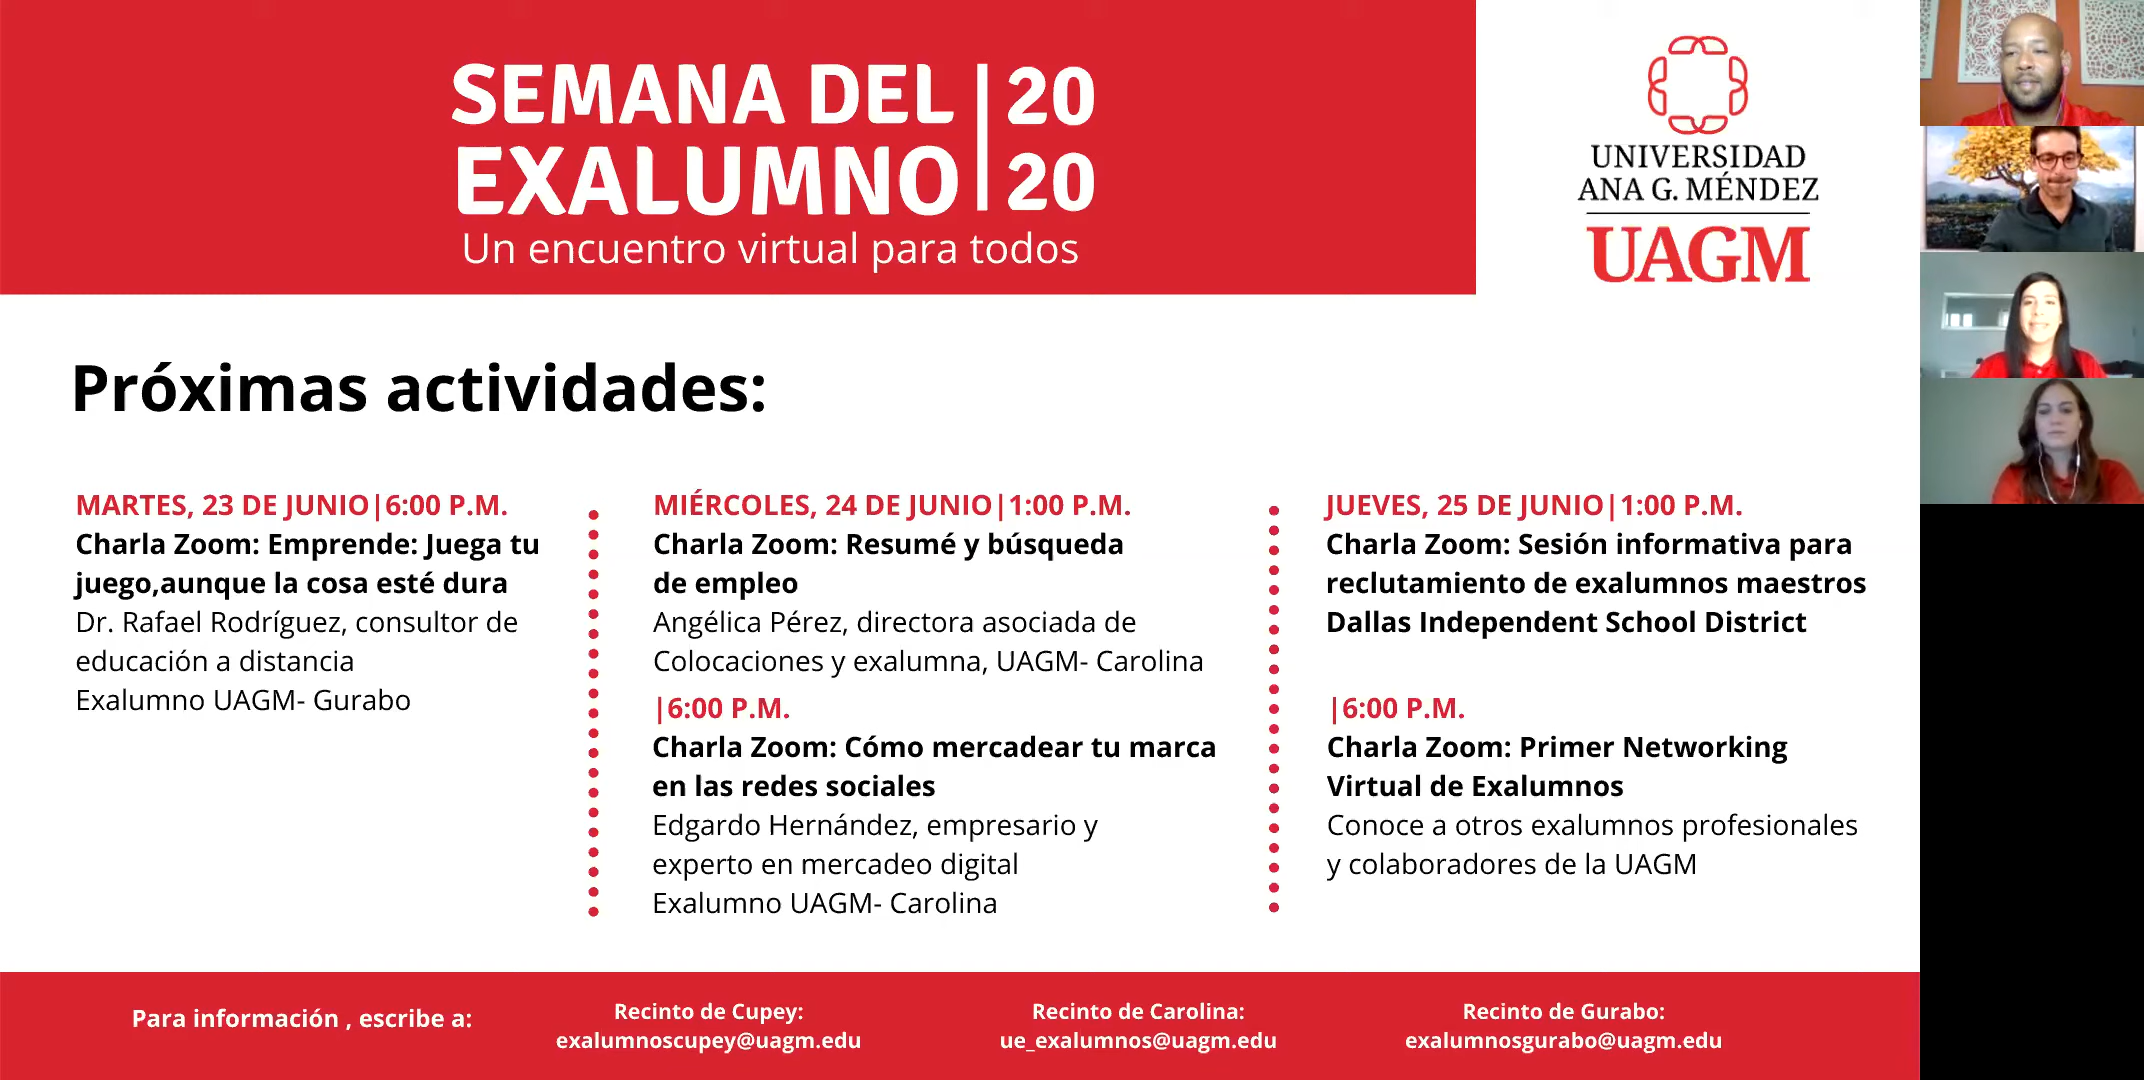 SEMANA DEL
EXALUMNO
20
20
Un encuentro virtual para todos
UNIVERSIDAD
ANA G. MÉNDEZ
UAGM
Próximas actividades:
MARTES, 23 DE JUNIO|6:00 P.M.
Charla Zoom: Emprende: Juega tu
juego,aunque la cosa esté dura
Dr. Rafael Rodríguez, consultor de
educación a distancia
Exalumno UAGM- Gurabo
MIÉRCOLES, 24 DE JUNIO|1:00 P.M.
Charla Zoom: Resumé y búsqueda
de empleo
Angélica Pérez, directora asociada de
Colocaciones y exalumna, UAGM- Carolina
|6:00 P.M.
Charla Zoom: Cómo mercadear tu marca
en las redes sociales
Edgardo Hernández, empresario y
experto en mercadeo digital
Exalumno UAGM- Carolina
JUEVES, 25 DE JUNIO|1:00 P.M.
Charla Zoom: Sesión informativa para
reclutamiento de exalumnos maestros
Dallas Independent School District
|6:00 P.M.
Charla Zoom: Primer Networking
Virtual de Exalumnos
Conoce a otros exalumnos profesionales
y colaboradores de la UAGM
Para información , escribe a:
Recinto de Cupey:
exalumnoscupey@uagm.edu
Recinto de Carolina:
ue_exalumnos@uagm.edu
Recinto de Gurabo:
exalumnosgurabo@uagm.edu